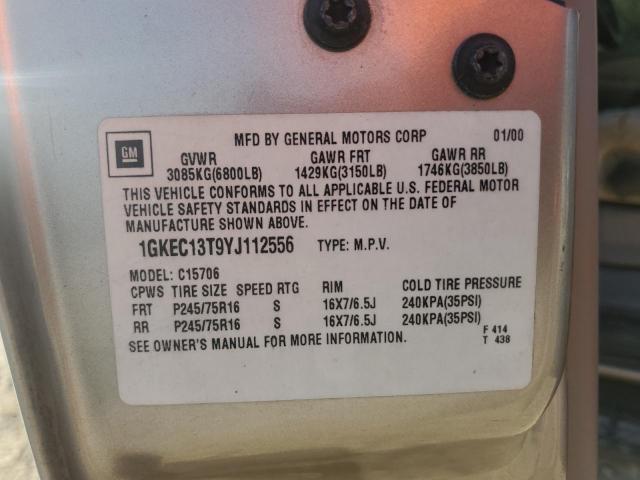 GM
MFD BY GENERAL MOTORS CORP 01/00
GVWR GAWR FRT GAWR RR
3085KG(6800LB) 1429KG(3150LB) 1746KG(3850LB)
THIS VEHICLE CONFORMS TO ALL APPLICABLE U.S. FEDERAL MOTOR
VEHICLE SAFETY STANDARDS IN EFFECT ON THE DATE OF
MANUFACTURE SHOWN ABOVE.
1GKEC13T9YJ112556 TYPE: M.P.V.
MODEL: C15706
CPWS TIRE SIZE SPEED RTG RIM COLD TIRE PRESSURE
FRT P245/75R16 S 16X7/6.5J 240KPA(35PSI)
RR P245/75R16 S 16X7/6.5J 240KPA(35PSI)
SEE OWNER'S MANUAL FOR MORE INFORMATION.
F 414
T 438